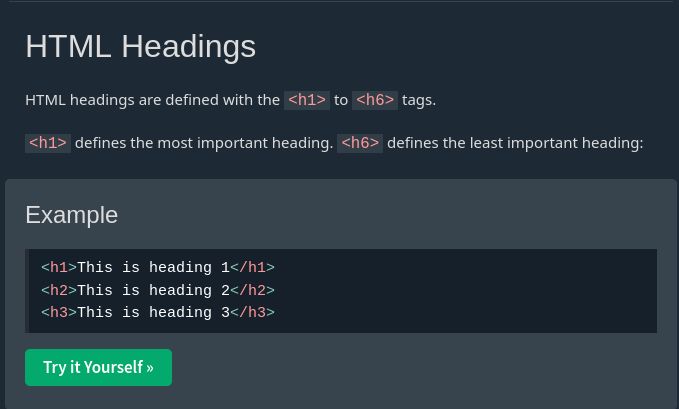 HTML Headings
HTML headings are defined with the <h1> to <h6> tags.
<h1> defines the most important heading. <h6> defines the least important heading:
Example
<h1>This is heading 1</h1>
<h2>This is heading 2</h2>
<h3>This is heading 3</h3>
Try it Yourself »